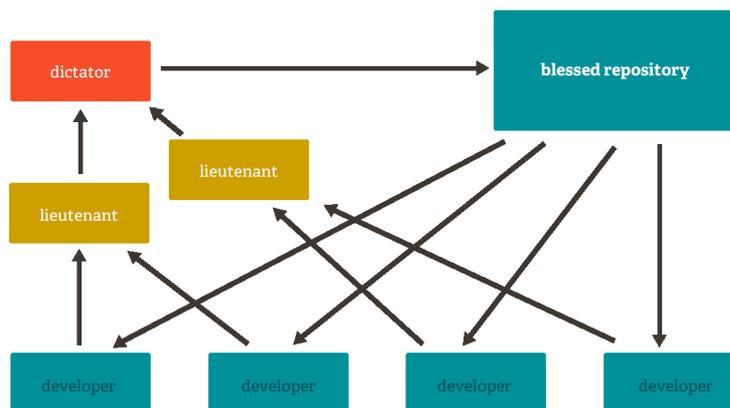 dictator
blessed repository
lieutenant
lieutenant
developer
developer
developer
developer